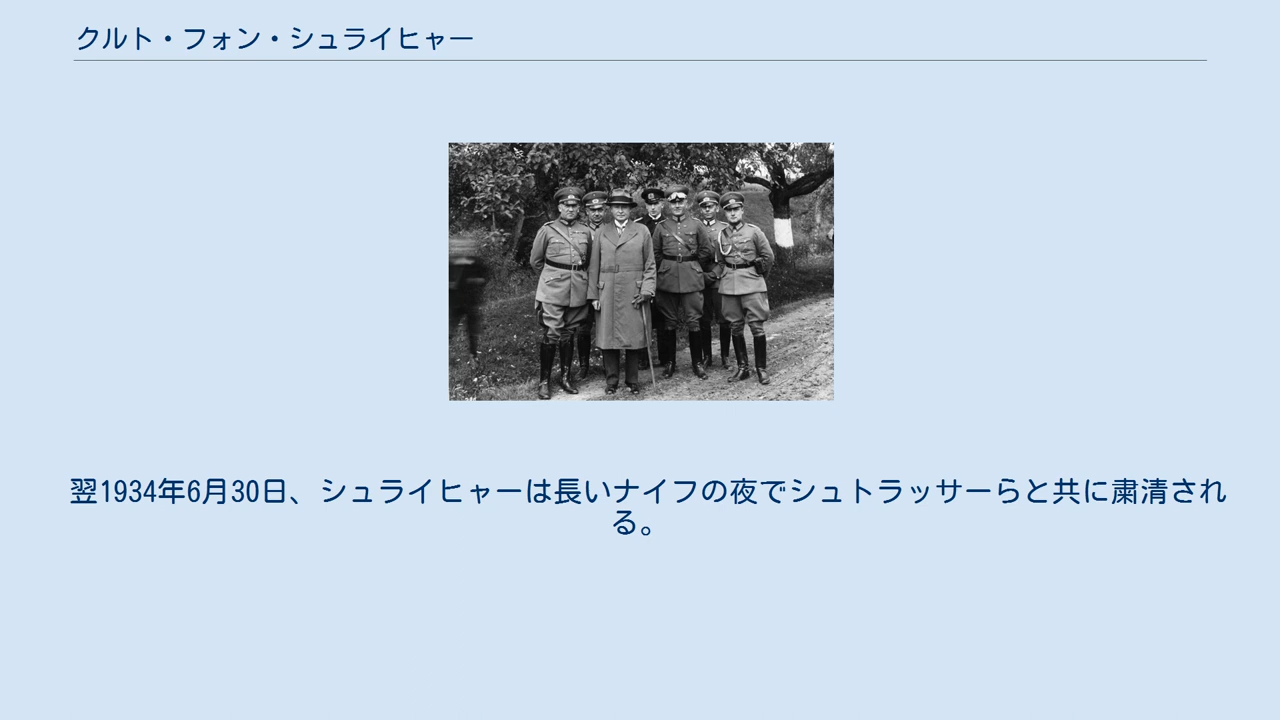 クルト・フォン・シュライヒャー
翌1934年6月30日、シュライヒャーは長いナイフの夜でシュトラッサーらと共に粛清され
る。